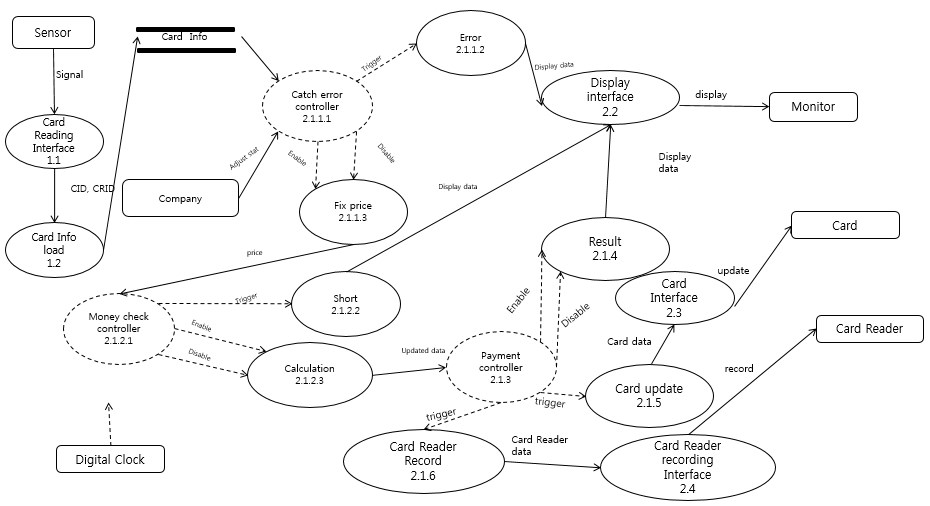 Sensor
Signal
Card
Reading
Interface
1.1
CID, CRID
Card Info
load
1.2
Card Info
Catch error
controller
2.1.1.1
Trigger
Error
2.1.1.2
Display data
Display
interface
2.2
display
Monitor
Company
Adjust stat
Enable
Disable
Fix price
2.1.1.3
price
Display data
Display
data
Money check
controller
2.1.2.1
Trigger
Short
2.1.2.2
Enable
Disable
Calculation
2.1.2.3
Updated data
Payment
controller
2.1.3
Enable
Disable
Result
2.1.4
Card
Interface
2.3
update
Card
Card data
Card update
2.1.5
trigger
trigger
Card Reader
Record
2.1.6
Card Reader
data
Card Reader
recording
Interface
2.4
record
Card Reader
Digital Clock